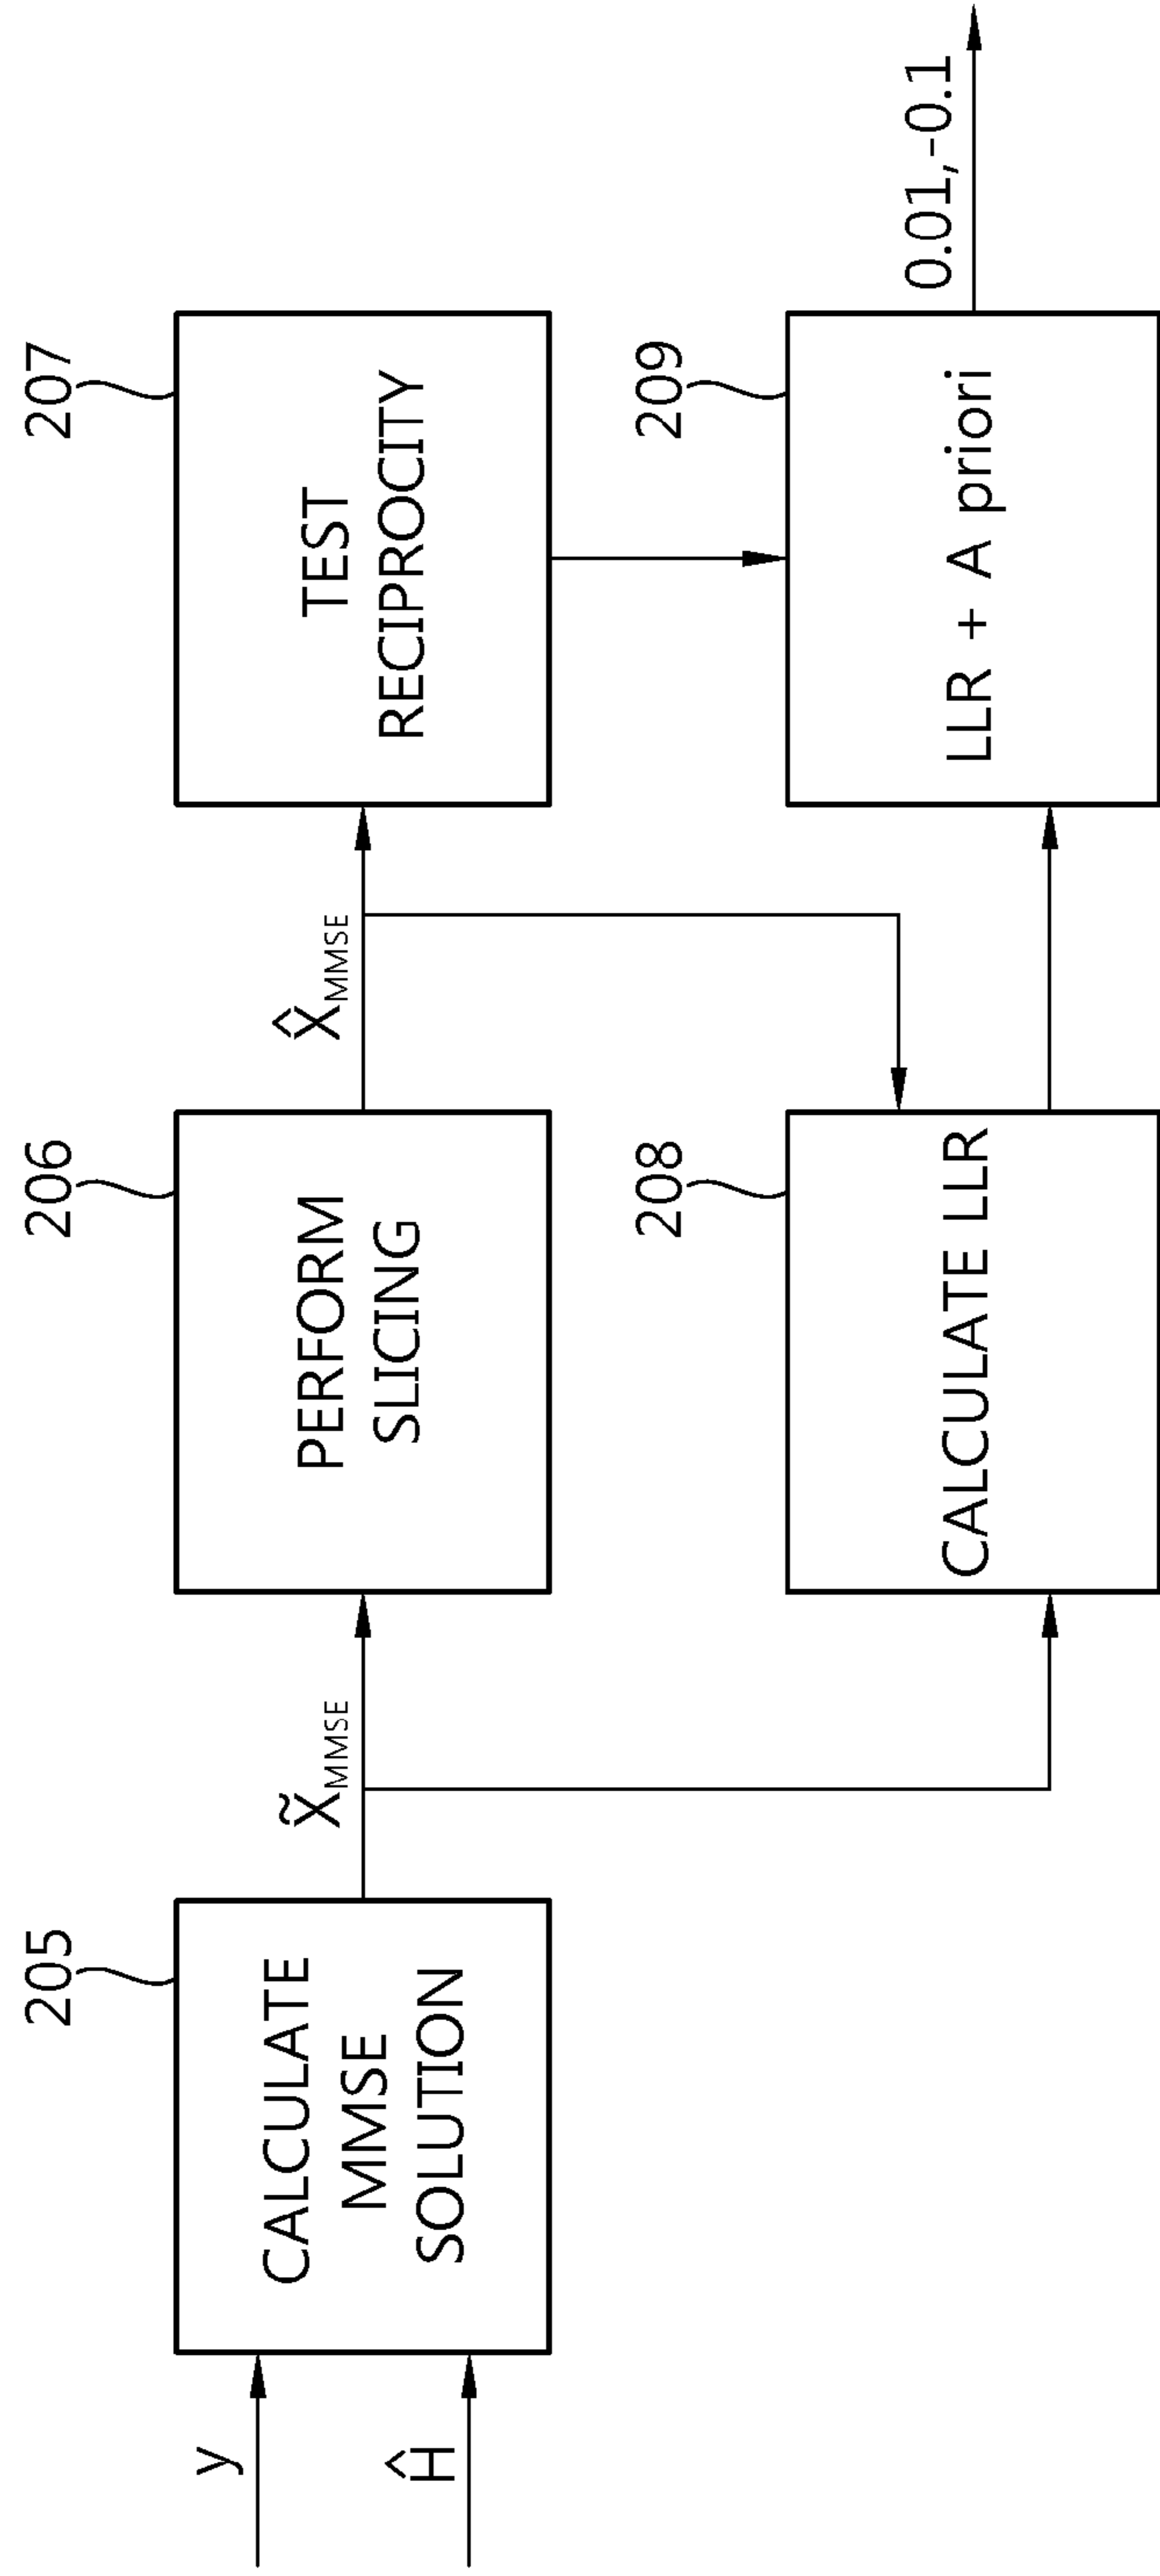 205
206
207
y
Ĥ
CALCULATE
MMSE
SOLUTION
X̃MMSE
PERFORM
SLICING
X̂MMSE
TEST
RECIPROCITY
208
209
CALCULATE LLR
LLR + A priori
0.01,-0.1